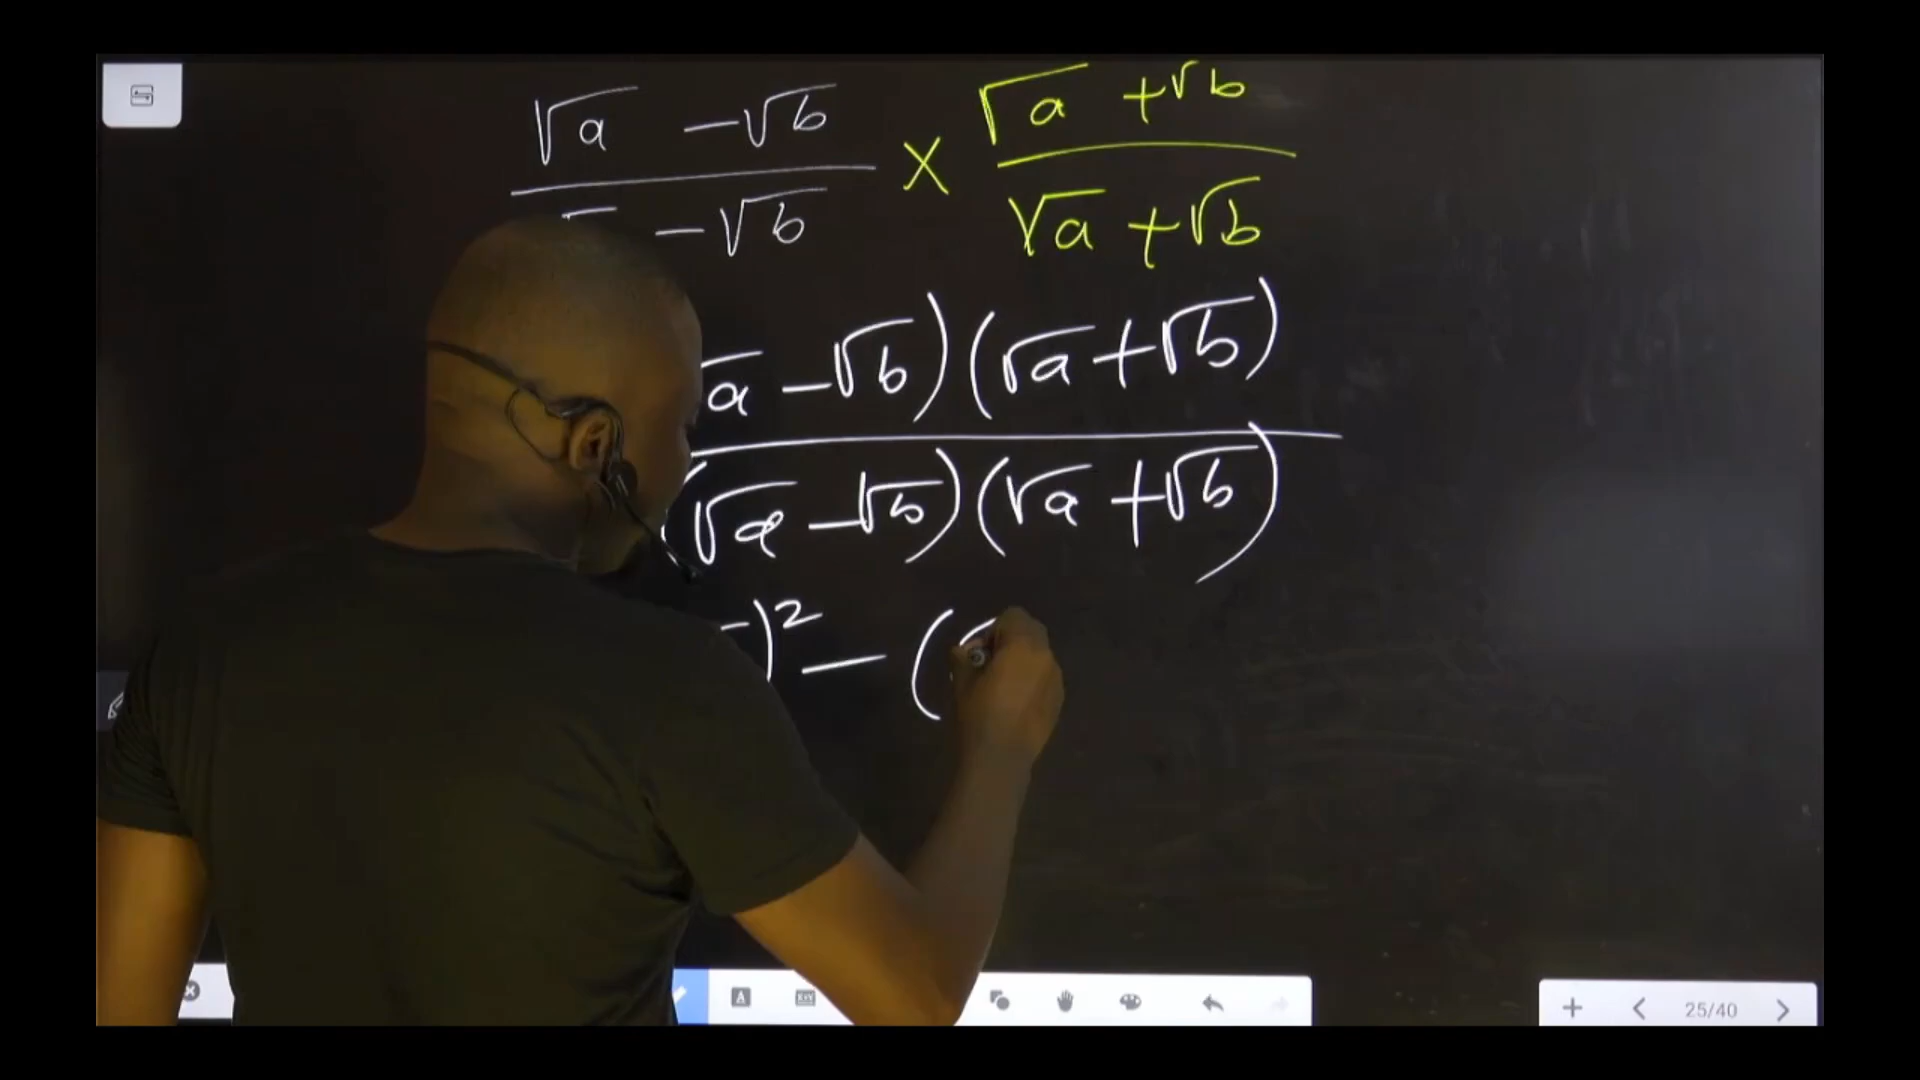 √a − √b
× √a + √b
− √b
√a + √b
a − √b) (√a + √b)
(√a − √b) (√a + √b)
)² − (
25/40